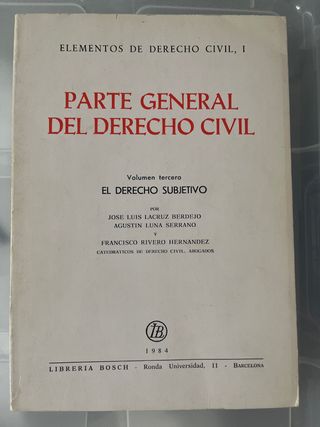 ELEMENTOS DE DERECHO CIVIL, I
PARTE GENERAL
DEL DERECHO CIVIL
Volumen tercero
EL DERECHO SUBJETIVO
POR
JOSE LUIS LACRUZ BERDEJO
AGUSTIN LUNA SERRANO
Y
FRANCISCO RIVERO HERNANDEZ
CATEDRATICOS DE DERECHO CIVIL. ABOGADOS
LB
1984
LIBRERIA BOSCH - Ronda Universidad, 11 - BARCELONA